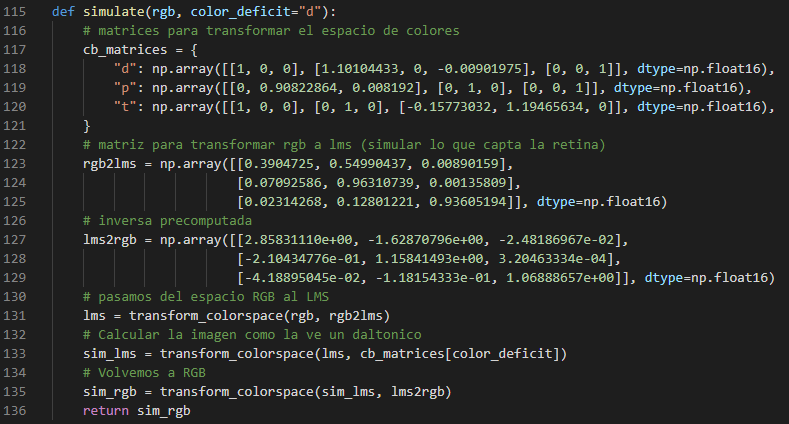 115 def simulate(rgb, color_deficit="d"):
116     # matrices para transformar el espacio de colores
117     cb_matrices = {
118         "d": np.array([[1, 0, 0], [1.10104433, 0, -0.00901975], [0, 0, 1]], dtype=np.float16),
119         "p": np.array([[0, 0.90822864, 0.008192], [0, 1, 0], [0, 0, 1]], dtype=np.float16),
120         "t": np.array([[1, 0, 0], [0, 1, 0], [-0.15773032, 1.19465634, 0]], dtype=np.float16),
121     }
122     # matriz para transformar rgb a lms (simular lo que capta la retina)
123     rgb2lms = np.array([[0.3904725, 0.54990437, 0.00890159],
124                         [0.07092586, 0.96310739, 0.00135809],
125                         [0.02314268, 0.12801221, 0.93605194]], dtype=np.float16)
126     # inversa precomputada
127     lms2rgb = np.array([[2.85831110e+00, -1.62870796e+00, -2.48186967e-02],
128                         [-2.10434776e-01, 1.15841493e+00, 3.20463334e-04],
129                         [-4.18895045e-02, -1.18154333e-01, 1.06888657e+00]], dtype=np.float16)
130     # pasamos del espacio RGB al LMS
131     lms = transform_colorspace(rgb, rgb2lms)
132     # Calcular la imagen como la ve un daltonico
133     sim_lms = transform_colorspace(lms, cb_matrices[color_deficit])
134     # Volvemos a RGB
135     sim_rgb = transform_colorspace(sim_lms, lms2rgb)
136     return sim_rgb